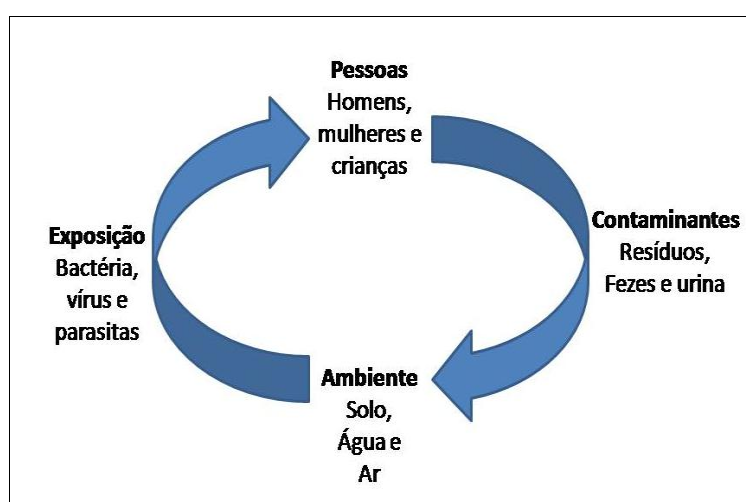 Pessoas
Homens,
mulheres e
crianças
Contaminantes
Resíduos,
Fezes e urina
Ambiente
Solo,
Água e
Ar
Exposição
Bactéria,
vírus e
parasitas